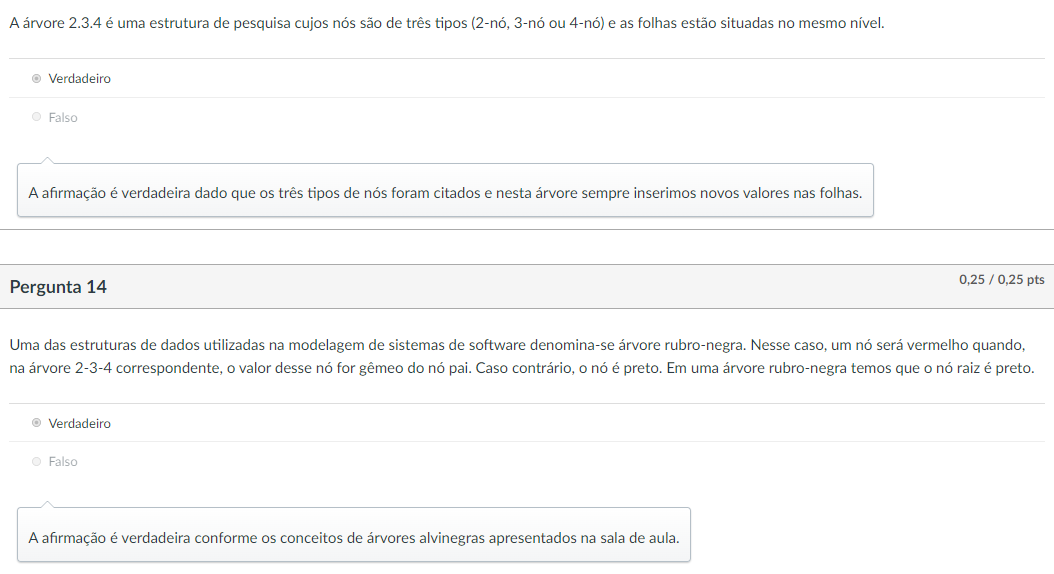 A árvore 2.3.4 é uma estrutura de pesquisa cujos nós são de três tipos (2-nó, 3-nó ou 4-nó) e as folhas estão situadas no mesmo nível.
Verdadeiro
Falso
A afirmação é verdadeira dado que os três tipos de nós foram citados e nesta árvore sempre inserimos novos valores nas folhas.
Pergunta 14
0,25 / 0,25 pts
Uma das estruturas de dados utilizadas na modelagem de sistemas de software denomina-se árvore rubro-negra. Nesse caso, um nó será vermelho quando,
na árvore 2-3-4 correspondente, o valor desse nó for gêmeo do nó pai. Caso contrário, o nó é preto. Em uma árvore rubro-negra temos que o nó raiz é preto.
Verdadeiro
Falso
A afirmação é verdadeira conforme os conceitos de árvores alvinegras apresentados na sala de aula.